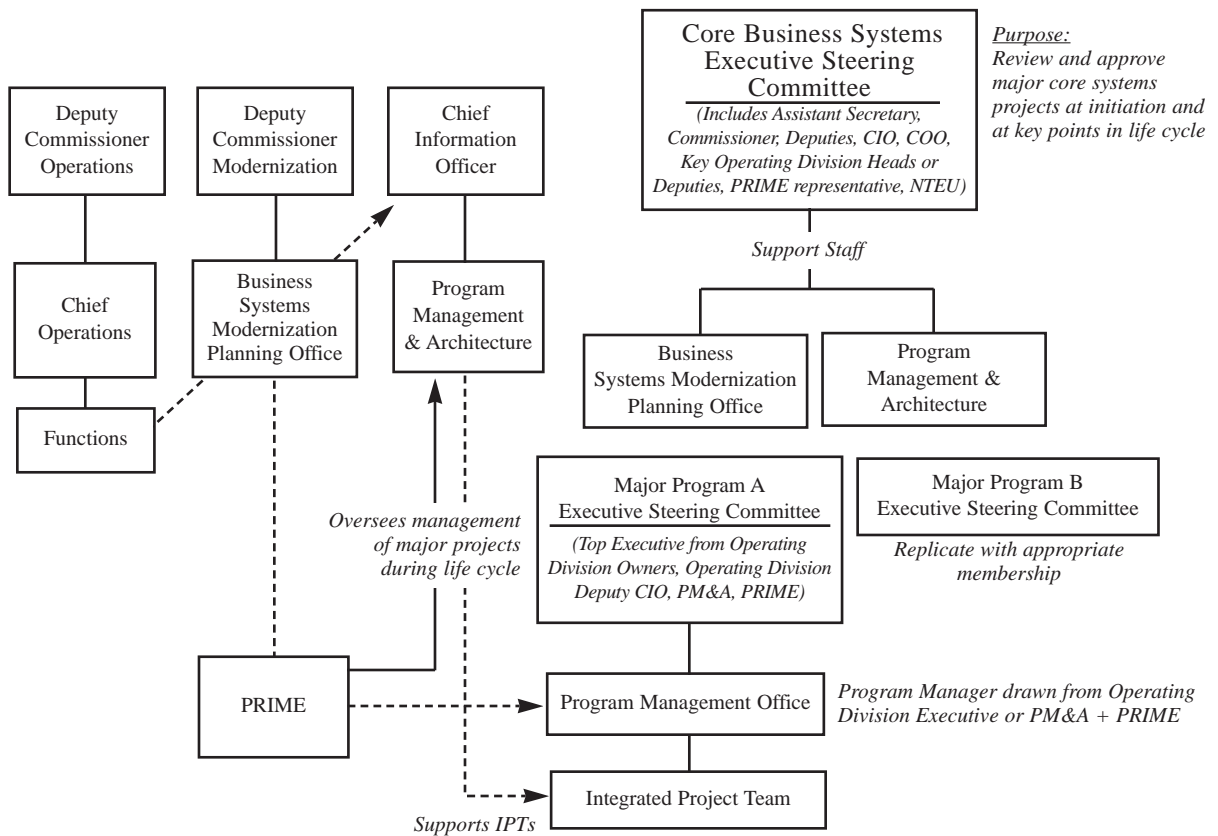 Deputy
Commissioner
Operations
Deputy
Commissioner
Modernization
Chief
Information
Officer
Chief
Operations
Business
Systems
Modernization
Planning Office
Program
Management
& Architecture
Functions
Oversees management
of major projects
during life cycle
PRIME
Supports IPTs
Core Business Systems
Executive Steering
Committee
(Includes Assistant Secretary,
Commissioner, Deputies, CIO, COO,
Key Operating Division Heads or
Deputies, PRIME representative, NTEU)
Purpose:
Review and approve
major core systems
projects at initiation and
at key points in life cycle
Support Staff
Business
Systems Modernization
Planning Office
Program
Management &
Architecture
Major Program A
Executive Steering Committee
(Top Executive from Operating
Division Owners, Operating Division
Deputy CIO, PM&A, PRIME)
Major Program B
Executive Steering Committee
Replicate with appropriate
membership
Program Management Office
Program Manager drawn from Operating
Division Executive or PM&A + PRIME
Integrated Project Team